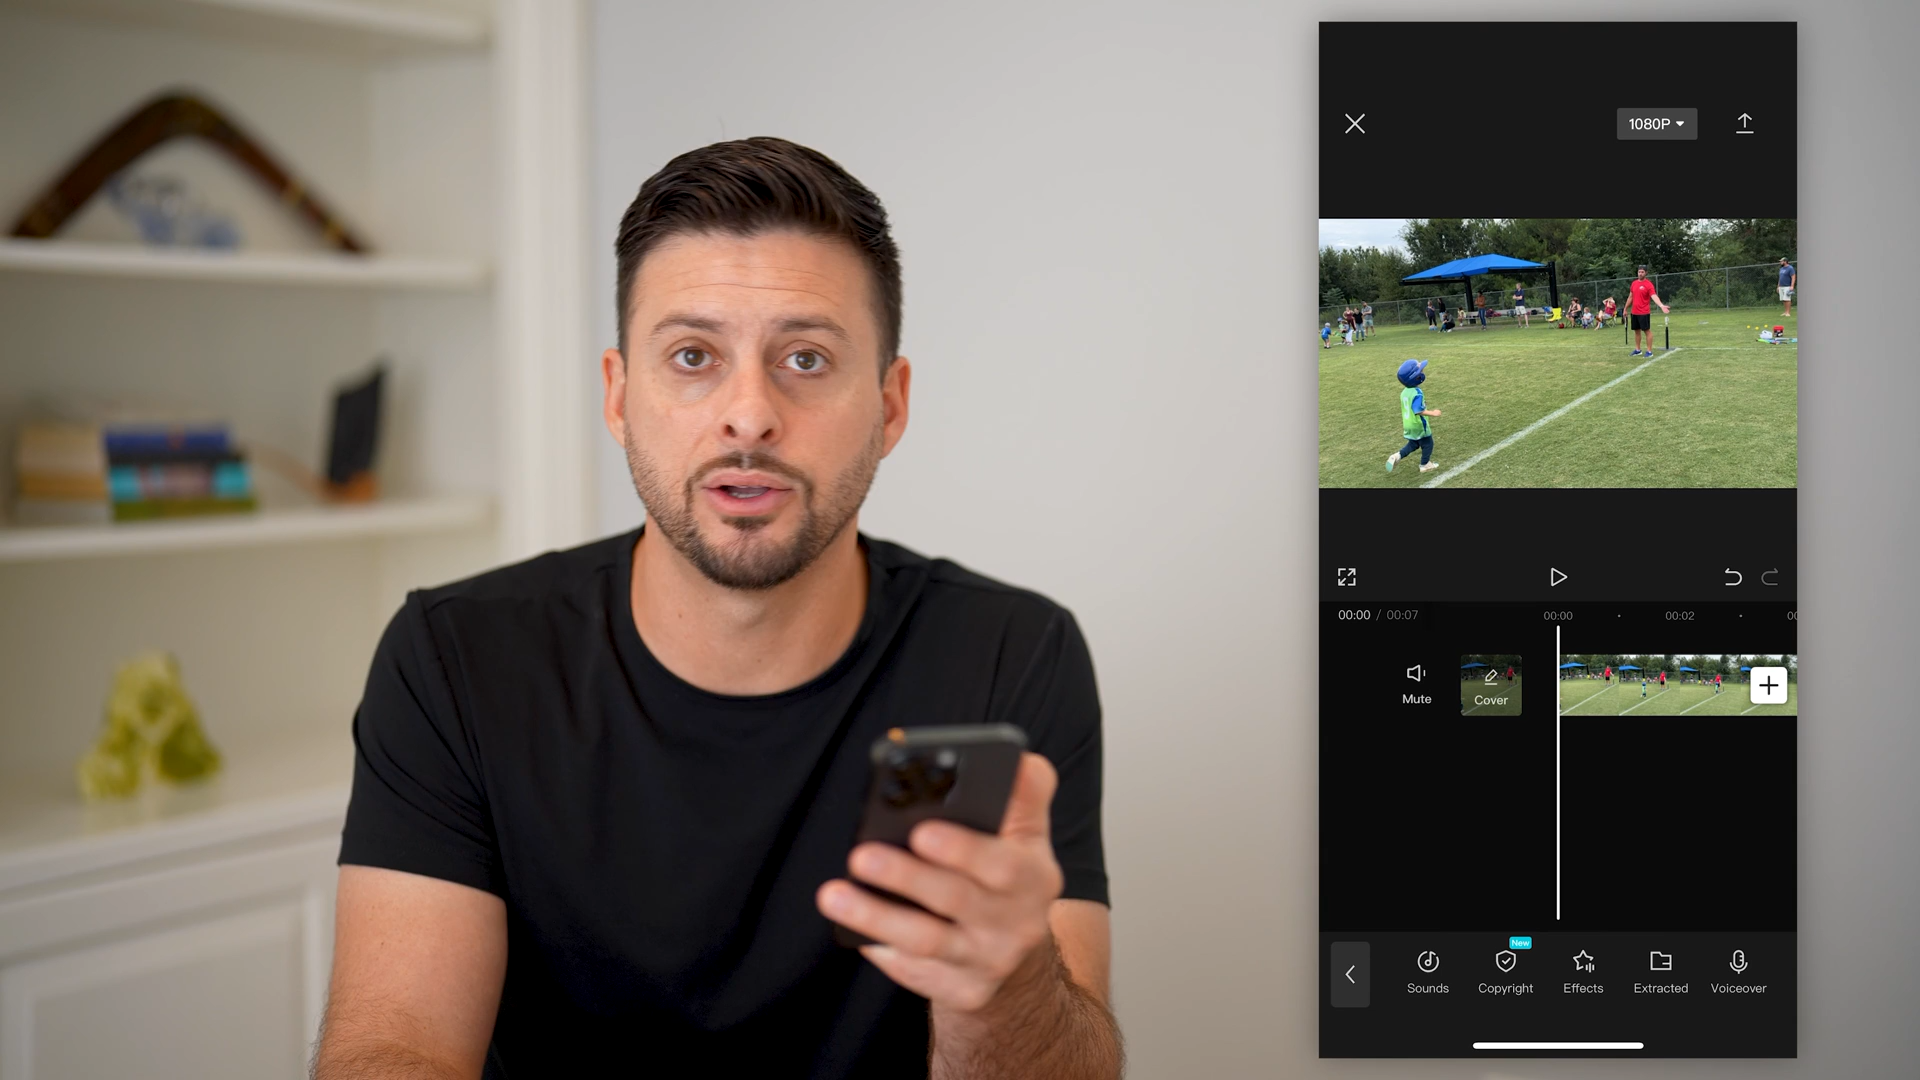 1080P
00:00 / 00:07
00:00
00:02
Mute
Cover
New
Sounds
Copyright
Effects
Extracted
Voiceover